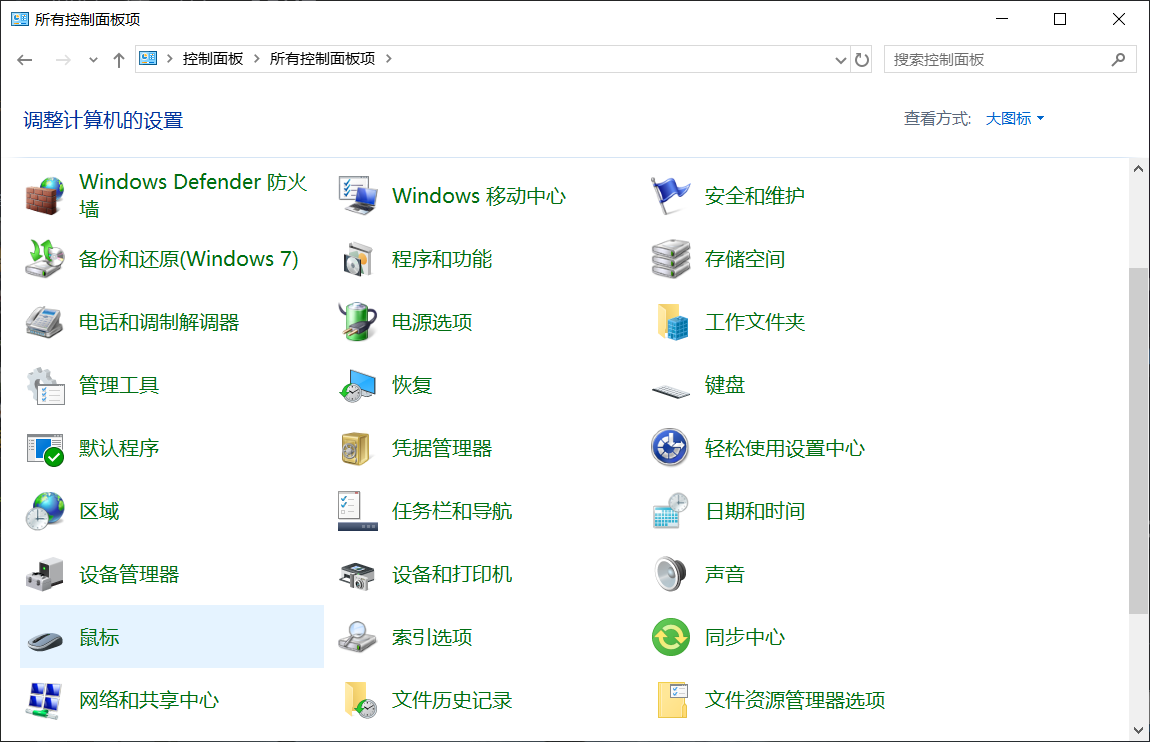 所有控制面板项
控制面板 所有控制面板项
搜索控制面板
调整计算机的设置
查看方式: 大图标
Windows Defender 防火
墙
Windows 移动中心
安全和维护
备份和还原(Windows 7)
程序和功能
存储空间
电话和调制解调器
电源选项
工作文件夹
管理工具
恢复
键盘
默认程序
凭据管理器
轻松使用设置中心
区域
任务栏和导航
日期和时间
设备管理器
设备和打印机
声音
鼠标
索引选项
同步中心
网络和共享中心
文件历史记录
文件资源管理器选项